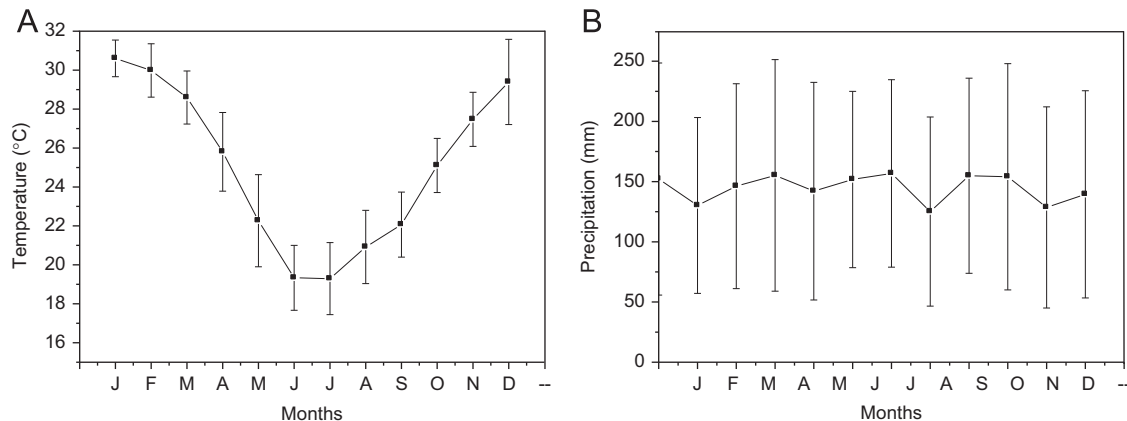 A
32
30
28
26
24
22
20
18
16
Temperature (°C)
J F M A M J J A S O N D --
Months
B
250
200
150
100
50
0
Precipitation (mm)
J F M A M J J A S O N D --
Months